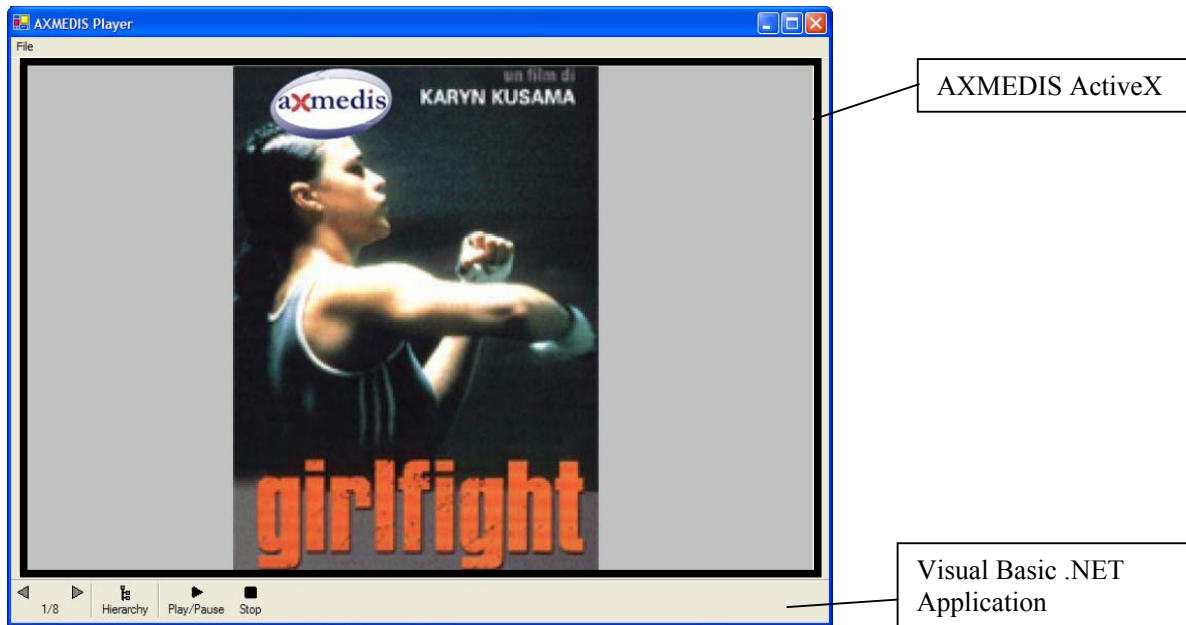 AXMEDIS Player
File
un film di
axmedis
KARYN KUSAMA
girlfight
1/8
Hierarchy
Play/Pause
Stop
AXMEDIS ActiveX
Visual Basic .NET
Application